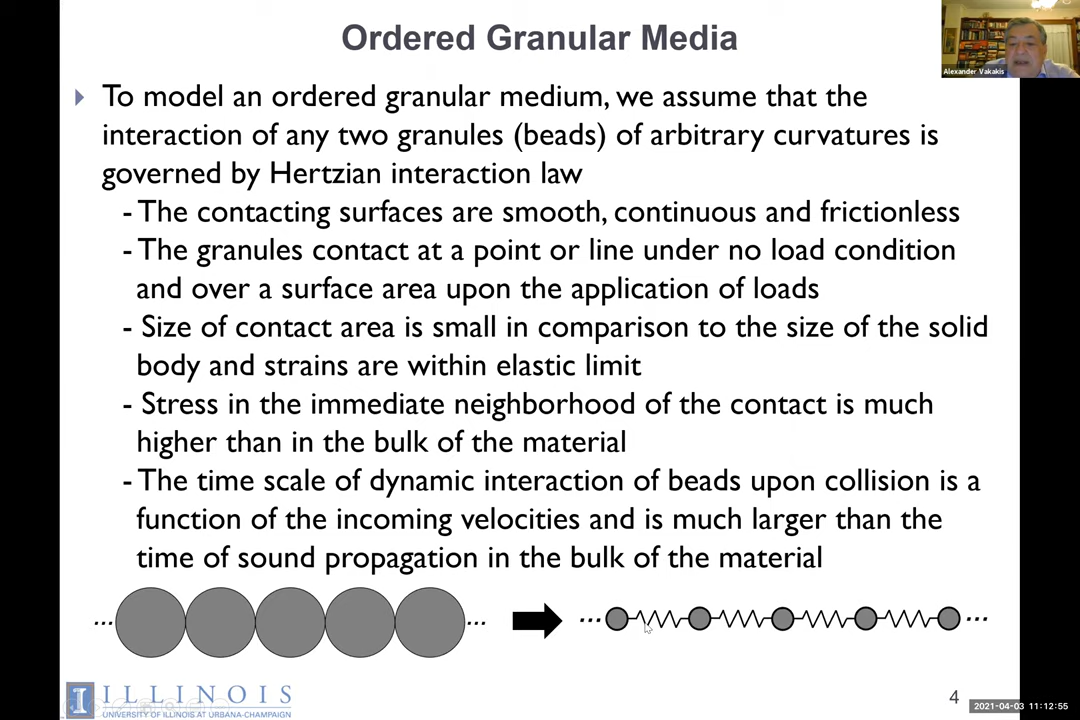 Ordered Granular Media
Alexander Vakakis
To model an ordered granular medium, we assume that the
interaction of any two granules (beads) of arbitrary curvatures is
governed by Hertzian interaction law
- The contacting surfaces are smooth, continuous and frictionless
- The granules contact at a point or line under no load condition
and over a surface area upon the application of loads
- Size of contact area is small in comparison to the size of the solid
body and strains are within elastic limit
- Stress in the immediate neighborhood of the contact is much
higher than in the bulk of the material
- The time scale of dynamic interaction of beads upon collision is a
function of the incoming velocities and is much larger than the
time of sound propagation in the bulk of the material
... ... ... ...
I ILLINOIS
UNIVERSITY OF ILLINOIS AT URBANA-CHAMPAIGN
4
2021-04-03 11:12:55